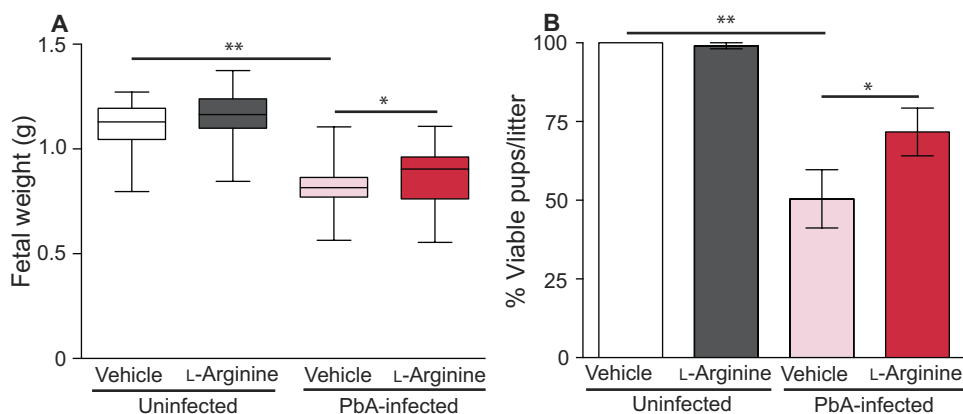 A
Fetal weight (g)
1.5
1.0
0.5
0
**
*
Vehicle L-Arginine Vehicle L-Arginine
Uninfected PbA-infected
B
% Viable pups/litter
100
75
50
25
0
**
*
Vehicle L-Arginine Vehicle L-Arginine
Uninfected PbA-infected